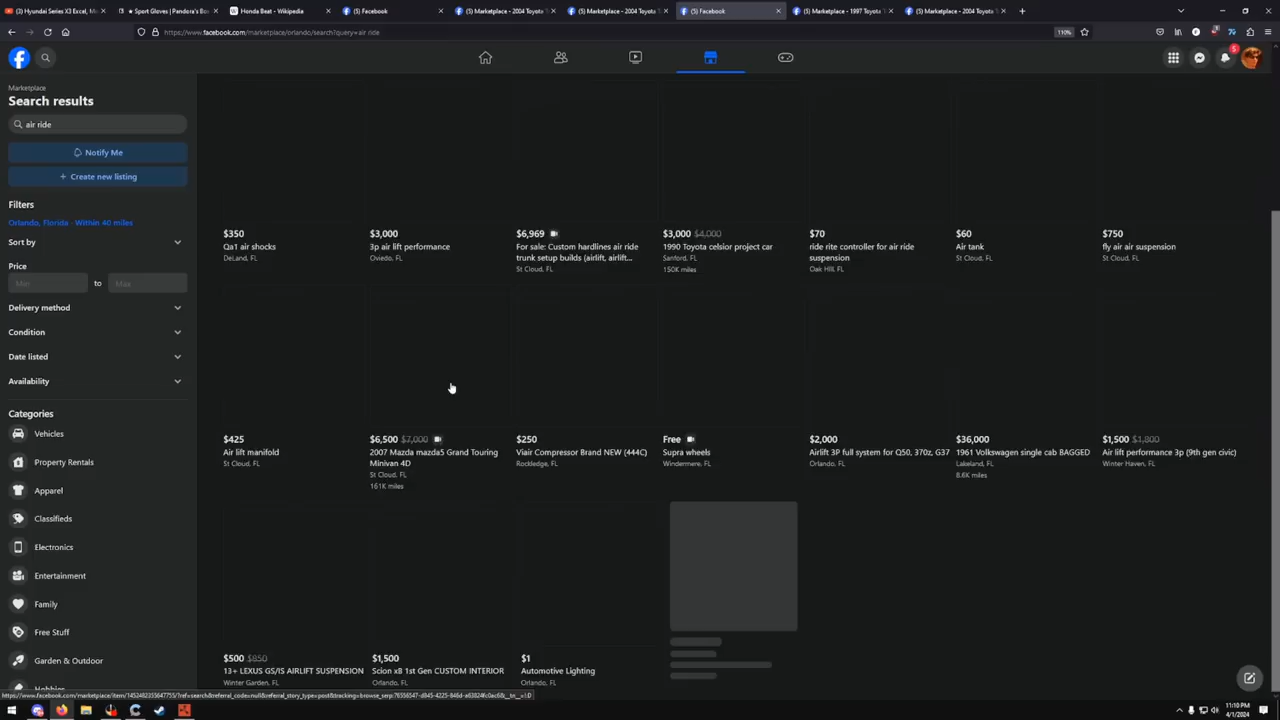 (5) Hyundai Series X3 Excel, M
★ Sport Gloves | Pandora's Bo
Honda Beat - Wikipedia
(5) Facebook
(5) Marketplace - 2004 Toyota
(5) Marketplace - 2004 Toyota
(5) Facebook
(5) Marketplace - 1997 Toyota
(5) Marketplace - 2004 Toyota
https://www.facebook.com/marketplace/orlando/search?query=air ride
110%
5
Marketplace
Search results
air ride
Notify Me
+ Create new listing
Filters
Orlando, Florida · Within 40 miles
Sort by
Price
Min
to
Max
Delivery method
Condition
Date listed
Availability
Categories
Vehicles
Property Rentals
Apparel
Classifieds
Electronics
Entertainment
Family
Free Stuff
Garden & Outdoor
Hobbies
$350
Qa1 air shocks
DeLand, FL
$3,000
3p air lift performance
Oviedo, FL
$6,969
For sale: Custom hardlines air ride
trunk setup builds (airlift, airlift...
St Cloud, FL
$3,000 $4,000
1990 Toyota celsior project car
Sanford, FL
150K miles
$70
ride rite controller for air ride
suspension
Oak Hill, FL
$60
Air tank
St Cloud, FL
$750
fly air air suspension
St Cloud, FL
$425
Air lift manifold
St Cloud, FL
$6,500 $7,000
2007 Mazda mazda5 Grand Touring
Minivan 4D
St Cloud, FL
161K miles
$250
Viair Compressor Brand NEW (444C)
Rockledge, FL
Free
Supra wheels
Windermere, FL
$2,000
Airlift 3P full system for Q50, 370z, G37
Orlando, FL
$36,000
1961 Volkswagen single cab BAGGED
Lakeland, FL
8.6K miles
$1,500 $1,800
Air lift performance 3p (9th gen civic)
Winter Haven, FL
$500 $850
13+ LEXUS GS/IS AIRLIFT SUSPENSION
Winter Garden, FL
$1,500
Scion xB 1st Gen CUSTOM INTERIOR
Orlando, FL
$1
Automotive Lighting
Orlando, FL
11:10 PM
4/1/2024